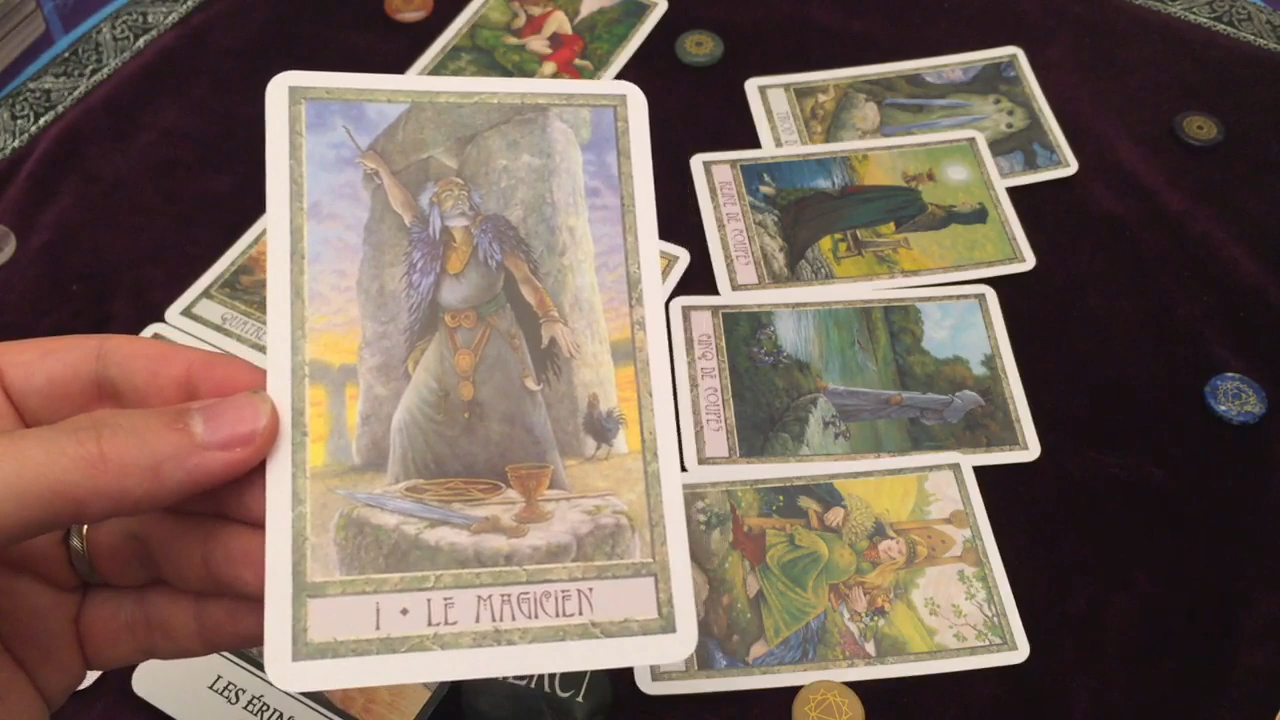 I • LE MAGICIEN
REINE DE COUPES
CINQ DE COUPES
QUATRE
LES ÉRIN